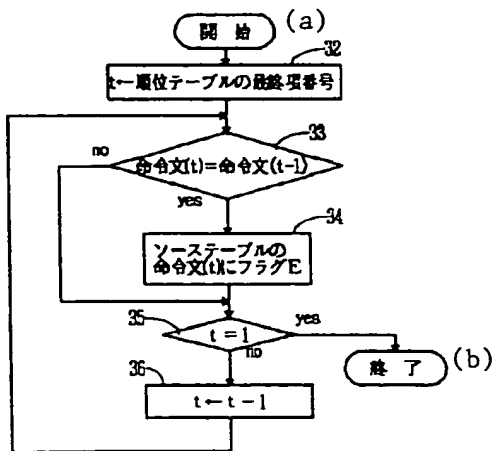 開 始 (a)
32
t←順位テーブルの最終項番号
33
no
命令文(t)=命令文(t-1)
yes
34
ソーステーブルの
命令文(t)にフラグE
35
t=1
yes
no
36
終 了 (b)
t←t-1